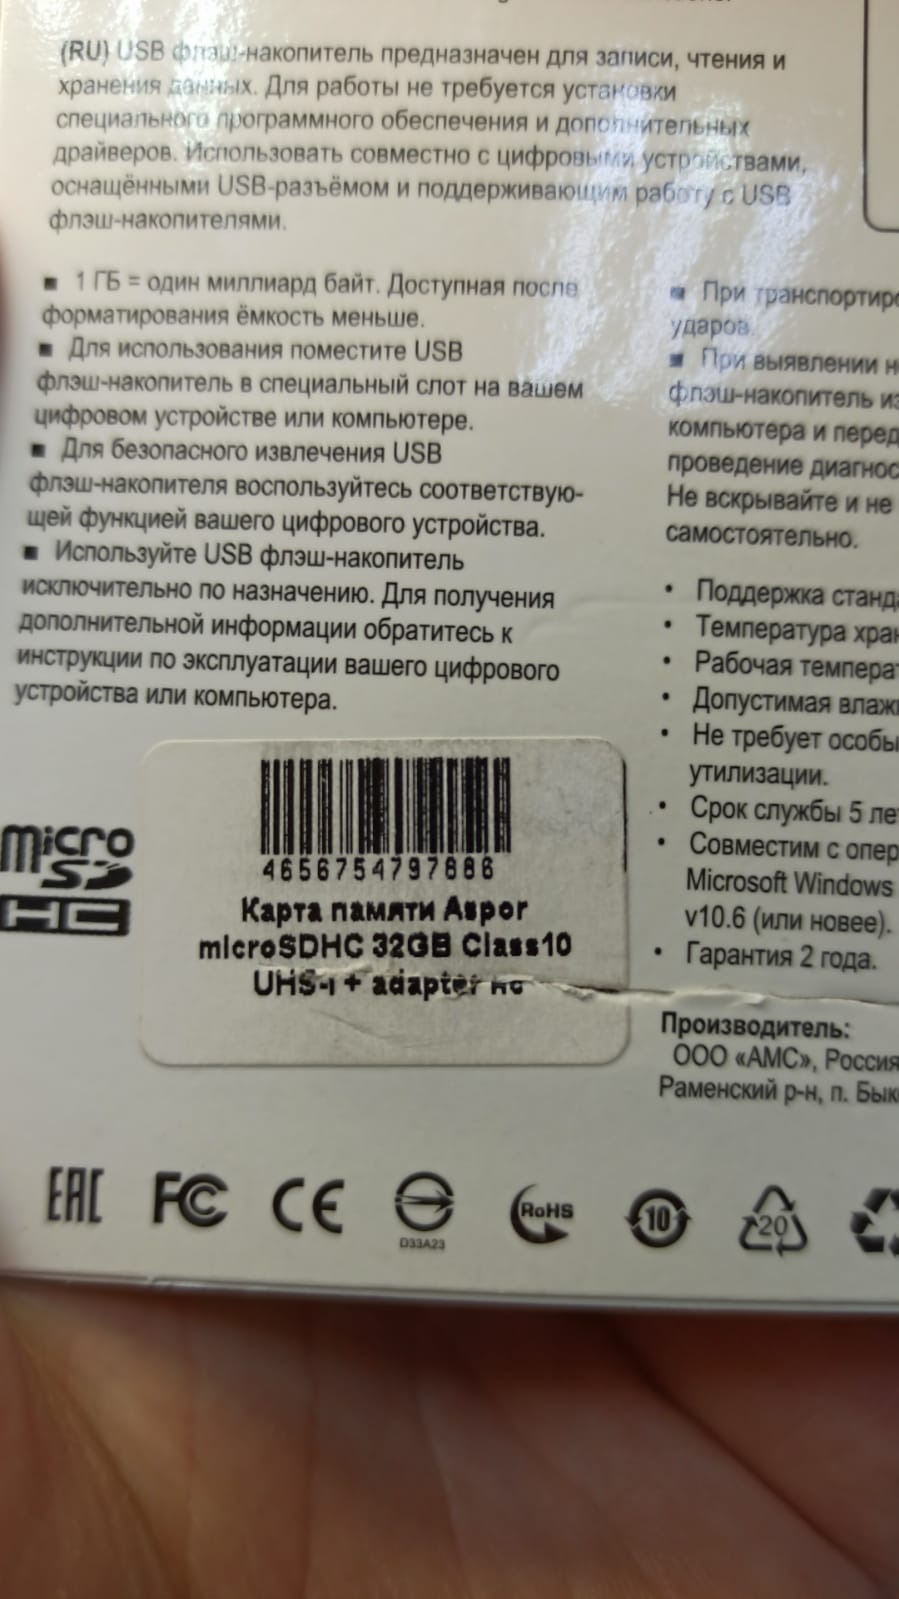 (RU) USB флэш-накопитель предназначен для записи, чтения и
хранения данных. Для работы не требуется установки
специального программного обеспечения и дополнительных
драйверов. Использовать совместно с цифровыми устройствами,
оснащёнными USB-разъёмом и поддерживающим работу с USB
флэш-накопителями.
■ 1 ГБ = один миллиард байт. Доступная после
форматирования ёмкость меньше.
■ Для использования поместите USB
флэш-накопитель в специальный слот на вашем
цифровом устройстве или компьютере.
■ Для безопасного извлечения USB
флэш-накопителя воспользуйтесь соответствую-
щей функцией вашего цифрового устройства.
■ Используйте USB флэш-накопитель
исключительно по назначению. Для получения
дополнительной информации обратитесь к
инструкции по эксплуатации вашего цифрового
устройства или компьютера.
■ При транспортиро
ударов.
■ При выявлении
флэш-накопитель из
компьютера и перед
проведение диагнос
Не вскрывайте и не
самостоятельно.
• Поддержка станда
• Температура хран
• Рабочая температ
• Допустимая влаж
• Не требует особы
утилизации.
• Срок службы 5 ле
• Совместим с опер
Microsoft Windows
v10.6 (или новее).
• Гарантия 2 года.
Производитель:
ООО «АМС», Россия
Раменский р-н, п. Бык
micro
SD
HC
4656754797886
Карта памяти Aspor
microSDHC 32GB Class10
UHS-I + adapter
EAC FC CE D33A23 RoHS 10 20